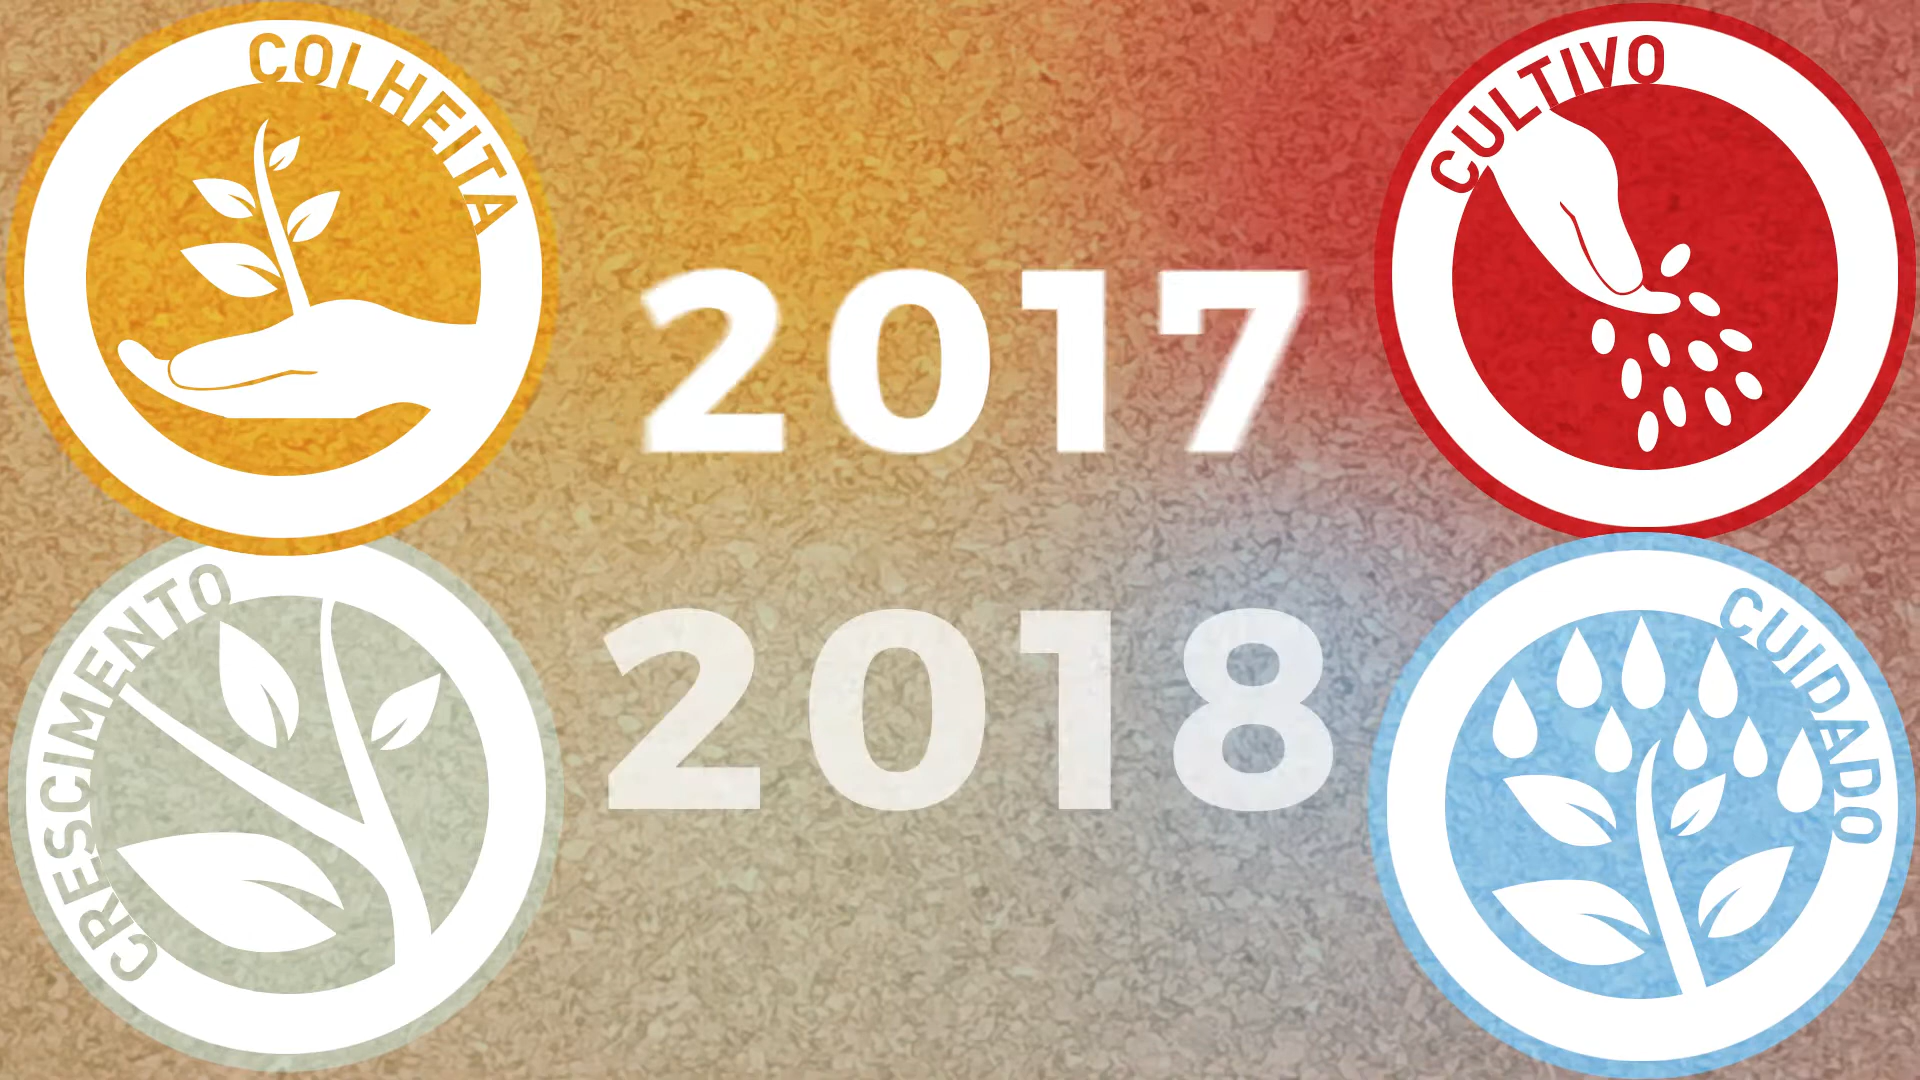 COLHEITA
CULTIVO
2017
2018
CRESCIMENTO
CUIDADO